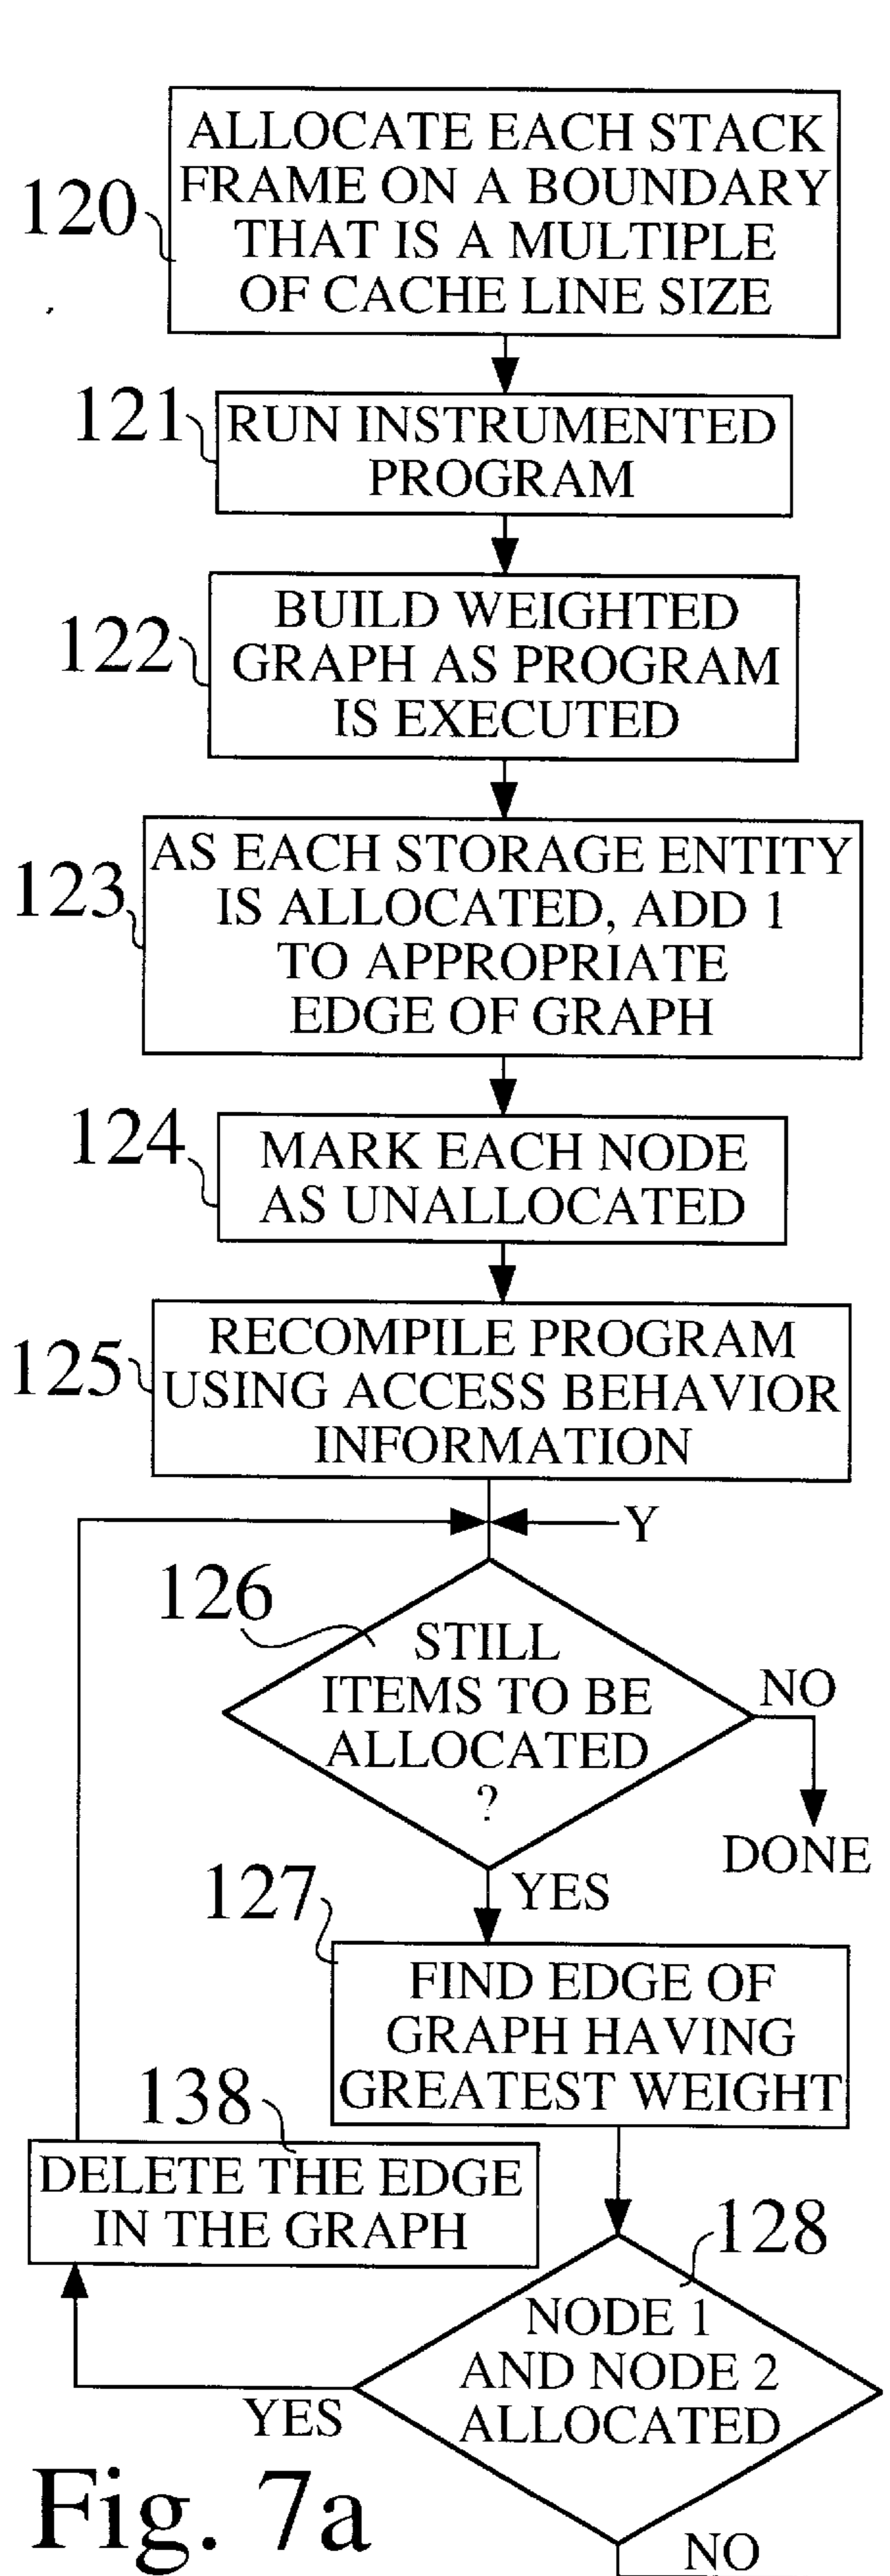 120
ALLOCATE EACH STACK
FRAME ON A BOUNDARY
THAT IS A MULTIPLE
OF CACHE LINE SIZE
121
RUN INSTRUMENTED
PROGRAM
122
BUILD WEIGHTED
GRAPH AS PROGRAM
IS EXECUTED
123
AS EACH STORAGE ENTITY
IS ALLOCATED, ADD 1
TO APPROPRIATE
EDGE OF GRAPH
124
MARK EACH NODE
AS UNALLOCATED
125
RECOMPILE PROGRAM
USING ACCESS BEHAVIOR
INFORMATION
Y
126
STILL
ITEMS TO BE
ALLOCATED
?
NO
DONE
YES
127
FIND EDGE OF
GRAPH HAVING
GREATEST WEIGHT
138
DELETE THE EDGE
IN THE GRAPH
128
NODE 1
AND NODE 2
ALLOCATED
YES
NO
Fig. 7a